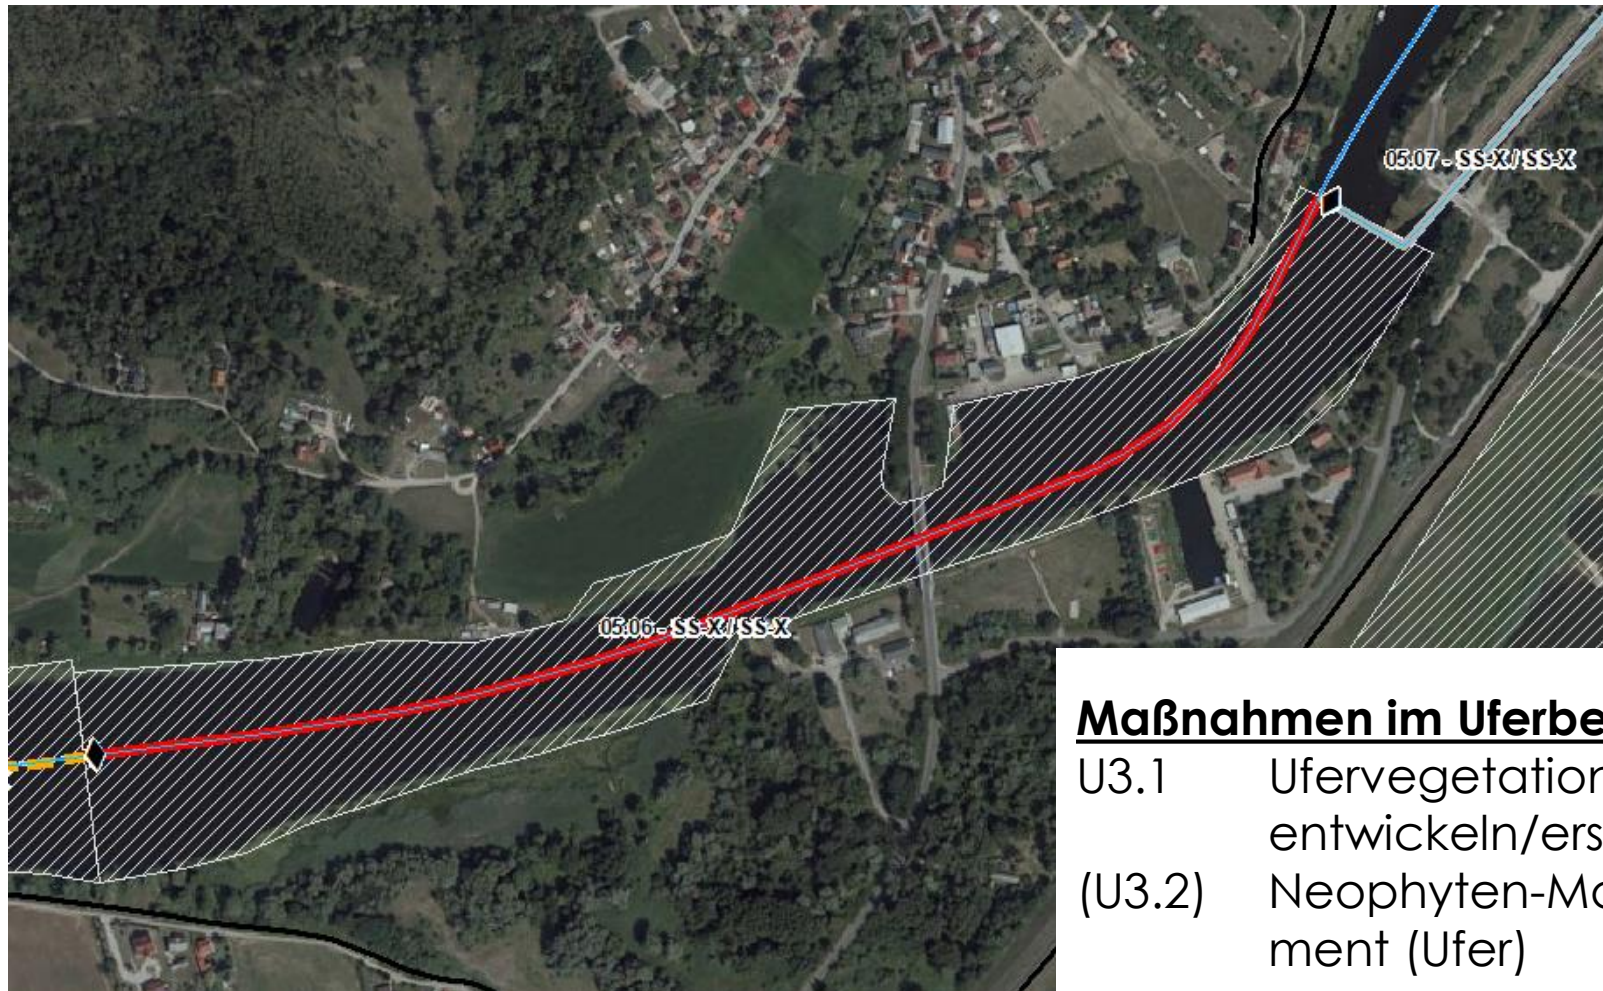 05.07 - SS-X / SS-X
05.06 - SS-X / SS-X
Maßnahmen im Uferbe
U3.1 Ufervegetation
entwickeln/ers
(U3.2) Neophyten-Ma
ment (Ufer)